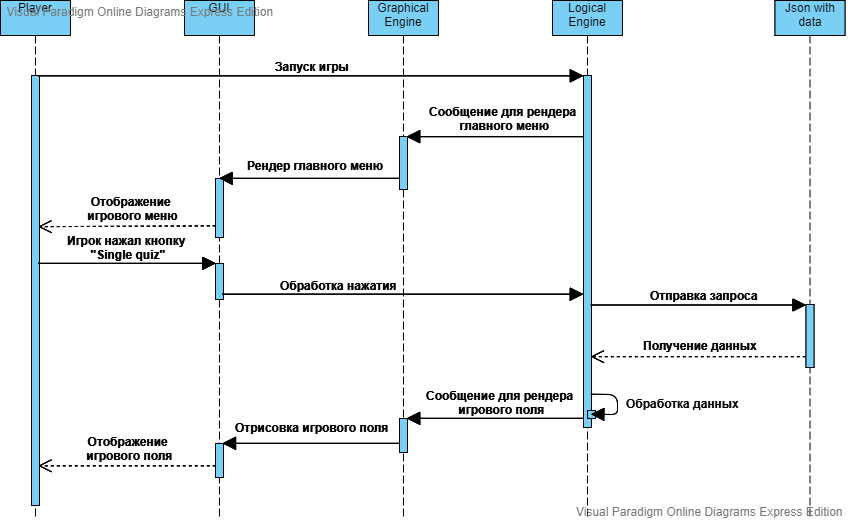 Player
GUI
Graphical
Engine
Logical
Engine
Json with
data
Visual Paradigm Online Diagrams Express Edition
Запуск игры
Сообщение для рендера
главного меню
Рендер главного меню
Отображение
игрового меню
Игрок нажал кнопку
"Single quiz"
Обработка нажатия
Отправка запроса
Получение данных
Обработка данных
Сообщение для рендера
игрового поля
Отрисовка игрового поля
Отображение
игрового поля
Visual Paradigm Online Diagrams Express Edition